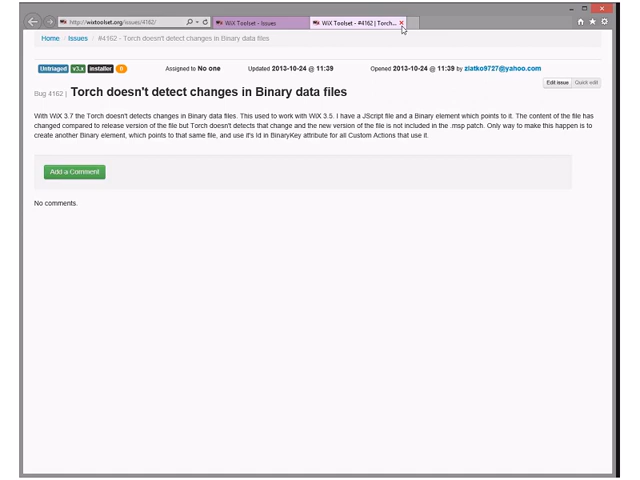 http://wixtoolset.org/issues/4162/
WiX Toolset - Issues
WiX Toolset - #4162 | Torch...
Home / Issues / #4162 - Torch doesn't detect changes in Binary data files
Untriaged v3.x installer 0 Assigned to No one Updated 2013-10-24 @ 11:39 Opened 2013-10-24 @ 11:39 by zlatko9727@yahoo.com
Edit issue Quick edit
Bug 4162 | Torch doesn't detect changes in Binary data files
With WiX 3.7 the Torch doesn't detects changes in Binary data files. This used to work with WiX 3.5. I have a JScript file and a Binary element which points to it. The content of the file has
changed compared to release version of the file but Torch doesn't detects that change and the new version of the file is not included in the .msp patch. Only way to make this happen is to
create another Binary element, which points to that same file, and use it's Id in BinaryKey attribute for all Custom Actions that use it.
Add a Comment
No comments.